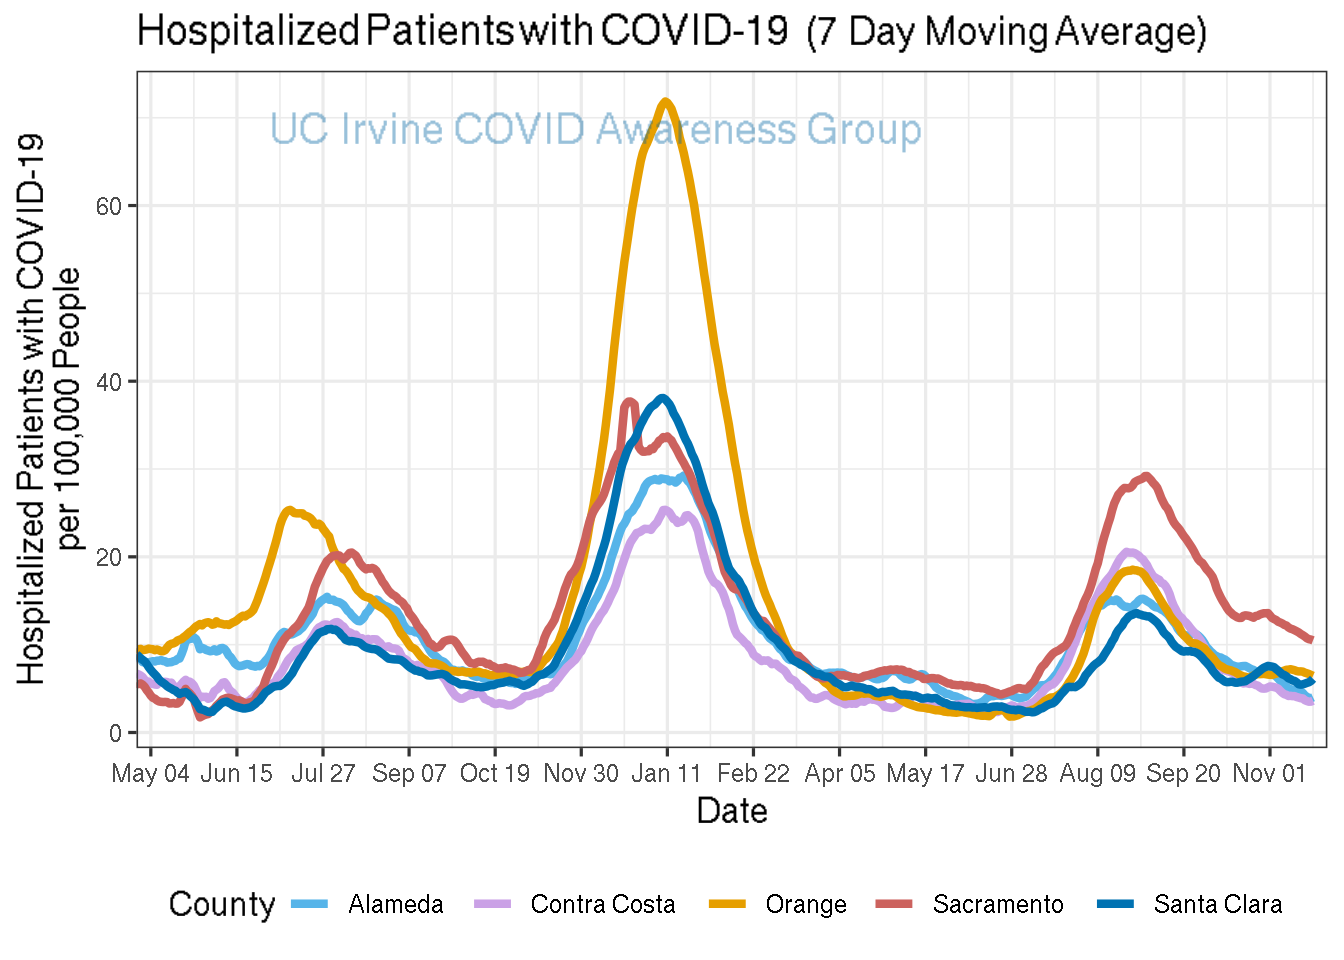 Hospitalized Patients with COVID-19 (7 Day Moving Average)
UC Irvine COVID Awareness Group
Hospitalized Patients with COVID-19
per 100,000 People
60
40
20
0
May 04 Jun 15 Jul 27 Sep 07 Oct 19 Nov 30 Jan 11 Feb 22 Apr 05 May 17 Jun 28 Aug 09 Sep 20 Nov 01
Date
County Alameda Contra Costa Orange Sacramento Santa Clara